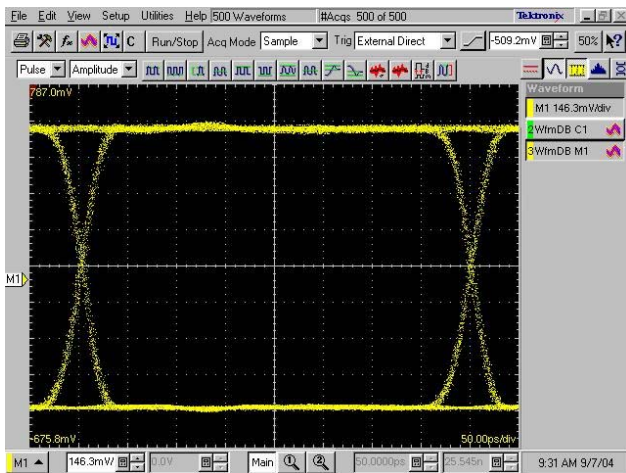 File Edit View Setup Utilities Help 500 Waveforms #Acqs 500 of 500 Tektronix
C Run/Stop Acq Mode Sample Trig External Direct -509.2mV 50%
Pulse Amplitude
787.0mV
Waveform
M1 146.3mV/div
2 WfmDB C1
3 WfmDB M1
M1
-675.8mV 50.00ps/div
M1 146.3mV 0.0V Main 50.0000ps 25.545n 9:31 AM 9/7/04